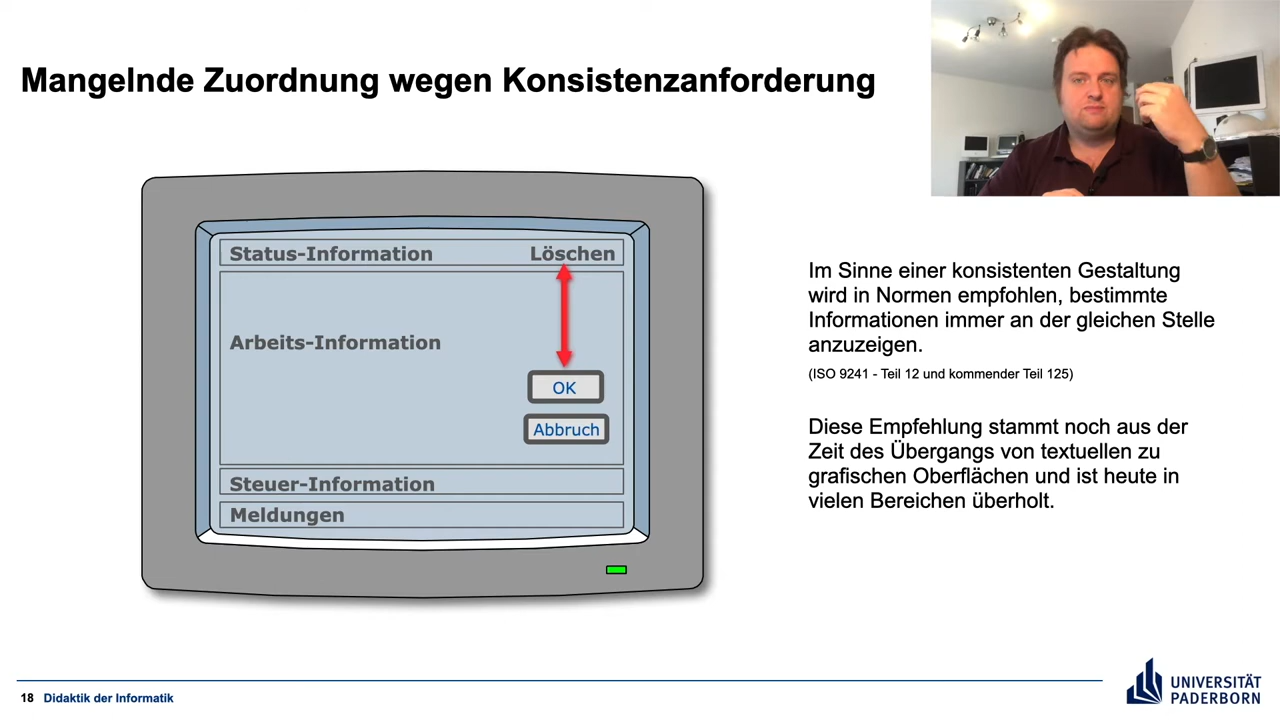 Mangelnde Zuordnung wegen Konsistenzanforderung
Status-Information Löschen
Arbeits-Information
OK
Abbruch
Steuer-Information
Meldungen
Im Sinne einer konsistenten Gestaltung
wird in Normen empfohlen, bestimmte
Informationen immer an der gleichen Stelle
anzuzeigen.
(ISO 9241 - Teil 12 und kommender Teil 125)
Diese Empfehlung stammt noch aus der
Zeit des Übergangs von textuellen zu
grafischen Oberflächen und ist heute in
vielen Bereichen überholt.
18 Didaktik der Informatik
UNIVERSITÄT
PADERBORN